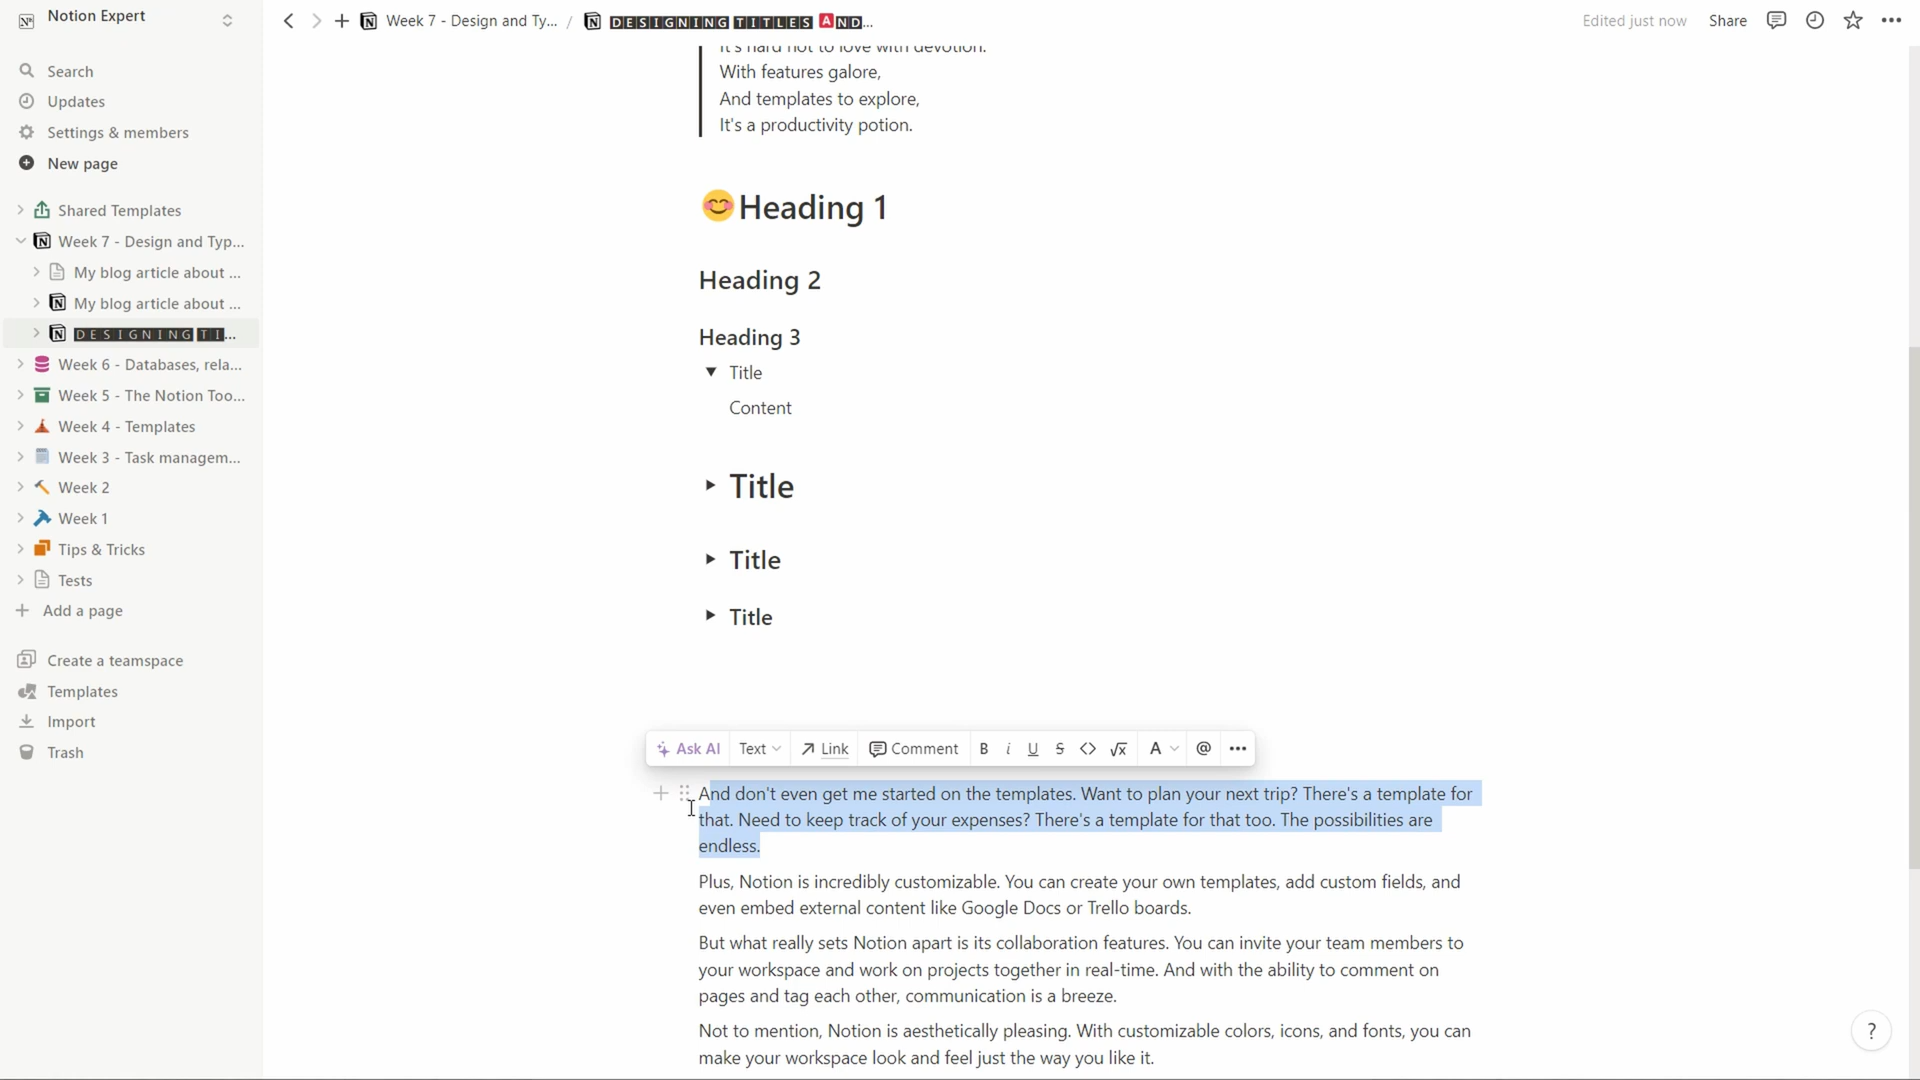 Notion Expert
Week 7 - Design and Ty... / DESIGNING TITLES AND...
Edited just now
Share
Search
Updates
Settings & members
New page
Shared Templates
Week 7 - Design and Typ...
My blog article about ...
My blog article about ...
DESIGNING TI...
Week 6 - Databases, rela...
Week 5 - The Notion Too...
Week 4 - Templates
Week 3 - Task managem...
Week 2
Week 1
Tips & Tricks
Tests
Add a page
Create a teamspace
Templates
Import
Trash
It's hard not to love with devotion.
With features galore,
And templates to explore,
It's a productivity potion.
😊Heading 1
Heading 2
Heading 3
Title
Content
Title
Title
Title
Ask AI Text Link Comment B i U S <> √x A @ •••
And don't even get me started on the templates. Want to plan your next trip? There's a template for
that. Need to keep track of your expenses? There's a template for that too. The possibilities are
endless.
Plus, Notion is incredibly customizable. You can create your own templates, add custom fields, and
even embed external content like Google Docs or Trello boards.
But what really sets Notion apart is its collaboration features. You can invite your team members to
your workspace and work on projects together in real-time. And with the ability to comment on
pages and tag each other, communication is a breeze.
Not to mention, Notion is aesthetically pleasing. With customizable colors, icons, and fonts, you can
make your workspace look and feel just the way you like it.
?